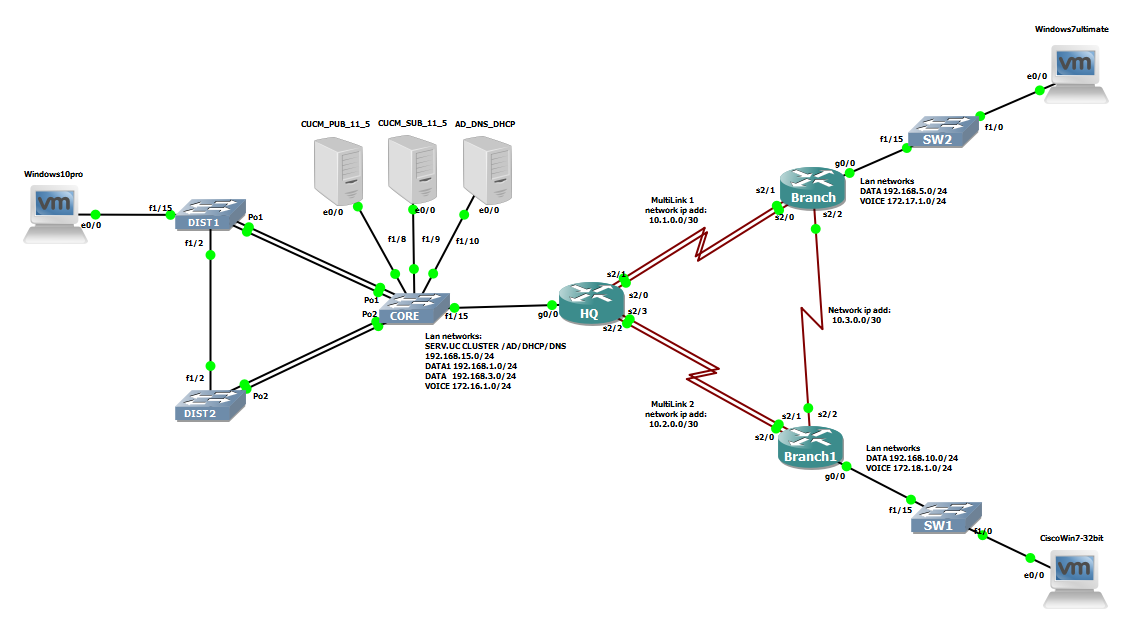 Windows7ultimate
vm
e0/0
f1/0
SW2
f1/15
g0/0
CUCM_PUB_11_5
CUCM_SUB_11_5
AD_DNS_DHCP
e0/0
e0/0
e0/0
f1/8
f1/9
f1/10
Windows10pro
vm
e0/0
f1/15
DIST1
Po1
f1/2
f1/2
DIST2
Po2
Po1
Po2
CORE
f1/15
g0/0
Lan networks:
SERV.UC CLUSTER /AD/DHCP/DNS
192.168.15.0/24
DATA1 192.168.1.0/24
DATA 192.168.3.0/24
VOICE 172.16.1.0/24
HQ
s2/1
s2/0
s2/3
s2/2
MultiLink 1
network ip add:
10.1.0.0/30
s2/1
s2/0
Branch
s2/2
Lan networks
DATA 192.168.5.0/24
VOICE 172.17.1.0/24
Network ip add:
10.3.0.0/30
MultiLink 2
network ip add:
10.2.0.0/30
s2/1
s2/2
s2/0
Branch1
g0/0
Lan networks
DATA 192.168.10.0/24
VOICE 172.18.1.0/24
f1/15
SW1
f1/0
CiscoWin7-32bit
vm
e0/0